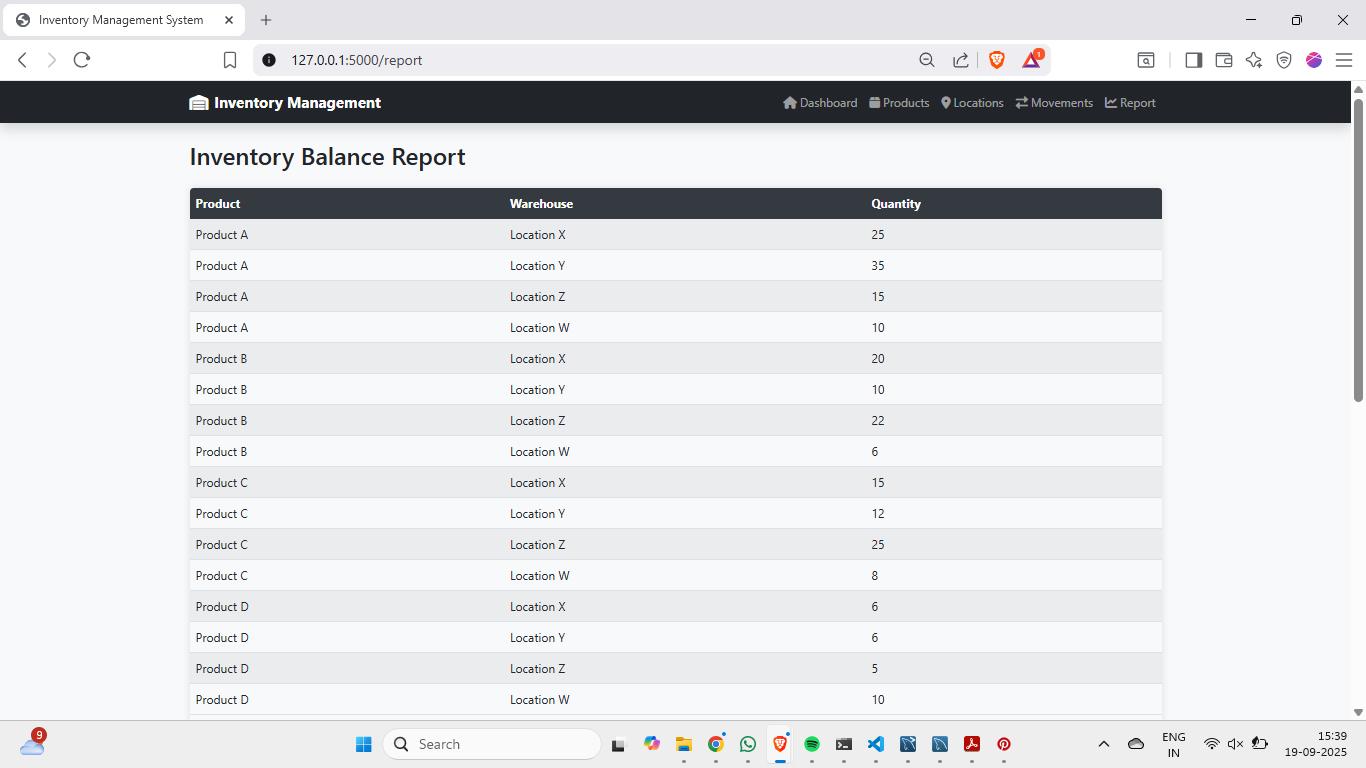 Inventory Management System
127.0.0.1:5000/report
1
Inventory Management Dashboard Products Locations Movements Report
Inventory Balance Report
Product Warehouse Quantity
Product A Location X 25
Product A Location Y 35
Product A Location Z 15
Product A Location W 10
Product B Location X 20
Product B Location Y 10
Product B Location Z 22
Product B Location W 6
Product C Location X 15
Product C Location Y 12
Product C Location Z 25
Product C Location W 8
Product D Location X 6
Product D Location Y 6
Product D Location Z 5
Product D Location W 10
9
Search
ENG
IN
15:39
19-09-2025